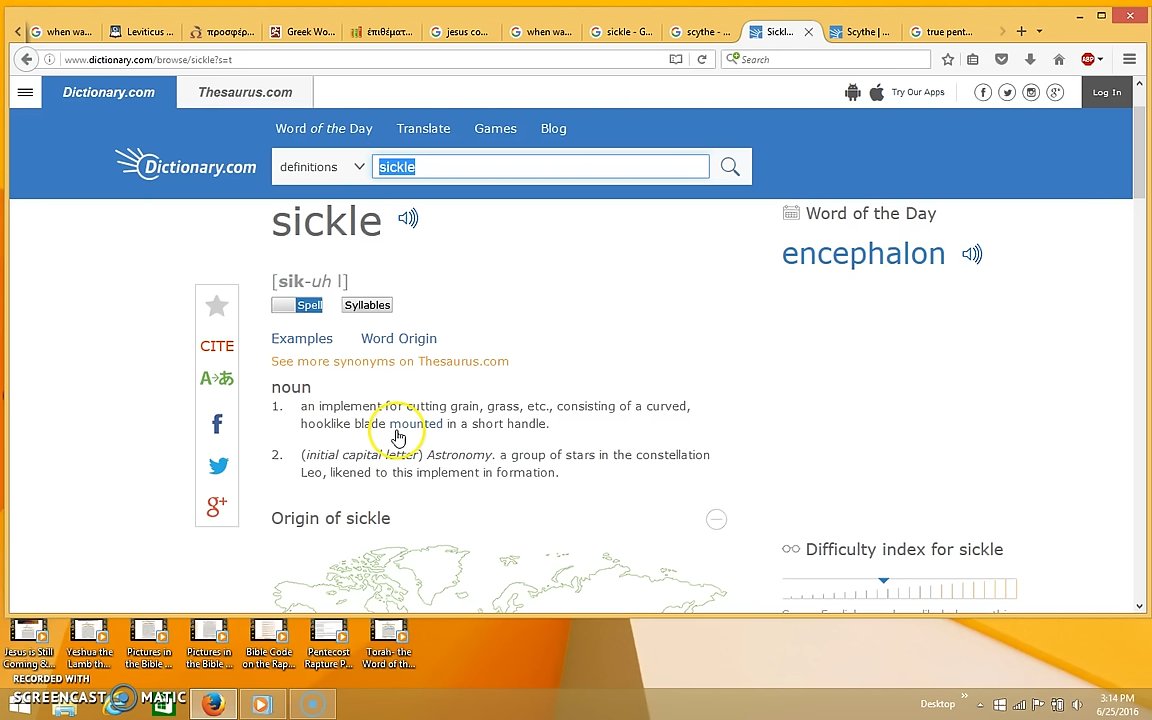 when wa...
Leviticus ...
προσφέρ...
Greek Wo...
ἐπιθέματ...
jesus co...
when wa...
sickle - G...
scythe - ...
Sickl...
Scythe | ...
true pent...
www.dictionary.com/browse/sickle?s=t
Search
ABP
Dictionary.com
Thesaurus.com
Try Our Apps
Log In
Word of the Day
Translate
Games
Blog
Dictionary.com
definitions
sickle
sickle
Word of the Day
encephalon
[sik-uh l]
Spell
Syllables
Examples
Word Origin
CITE
See more synonyms on Thesaurus.com
A
あ
noun
1. an implement for cutting grain, grass, etc., consisting of a curved,
hooklike blade mounted in a short handle.
2. (initial capital letter) Astronomy. a group of stars in the constellation
Leo, likened to this implement in formation.
Origin of sickle
Difficulty index for sickle
Jesus is Still
Coming &...
Yeshua the
Lamb th...
Pictures in
the Bible ...
Pictures in
the Bible ...
Bible Code
on the Rap...
Pentecost
Rapture P...
Torah- the
Word of th...
RECORDED WITH
SCREENCAST MATIC
Desktop
3:14 PM
6/25/2016